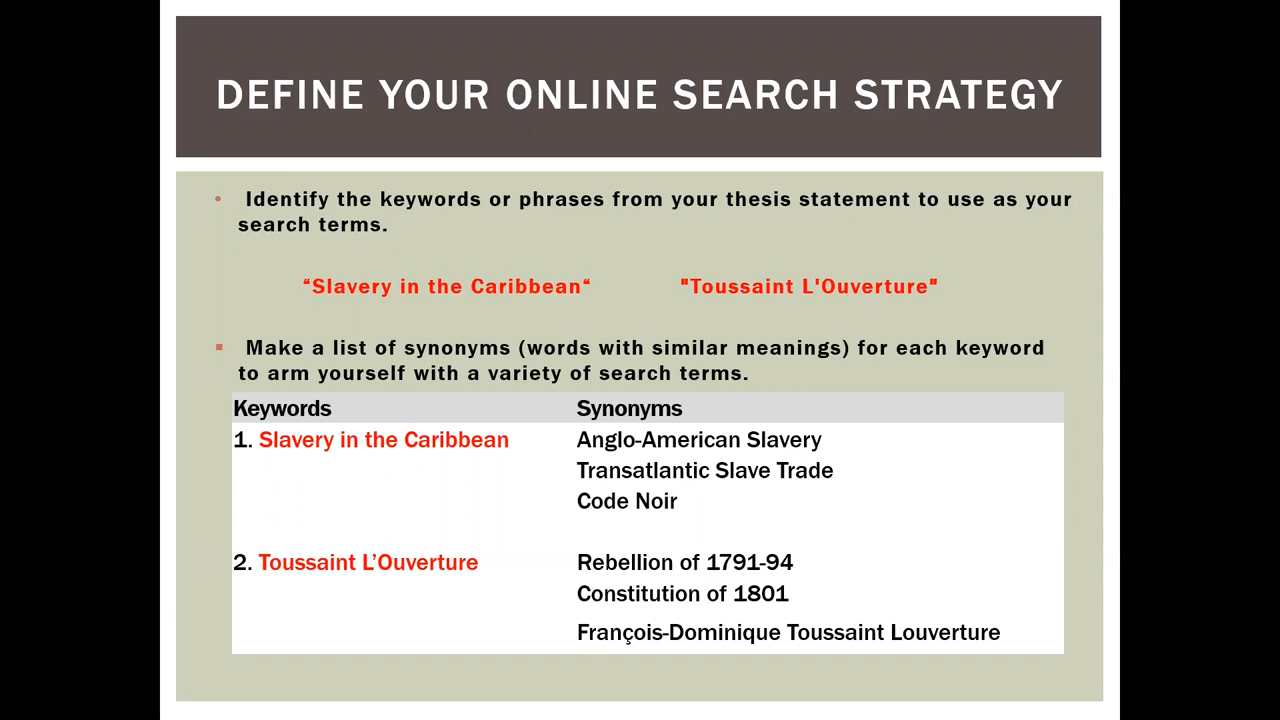 DEFINE YOUR ONLINE SEARCH STRATEGY
• Identify the keywords or phrases from your thesis statement to use as your
search terms.
“Slavery in the Caribbean“ "Toussaint L'Ouverture"
▪ Make a list of synonyms (words with similar meanings) for each keyword
to arm yourself with a variety of search terms.
Keywords Synonyms
1. Slavery in the Caribbean Anglo-American Slavery
Transatlantic Slave Trade
Code Noir
2. Toussaint L’Ouverture Rebellion of 1791-94
Constitution of 1801
François-Dominique Toussaint Louverture